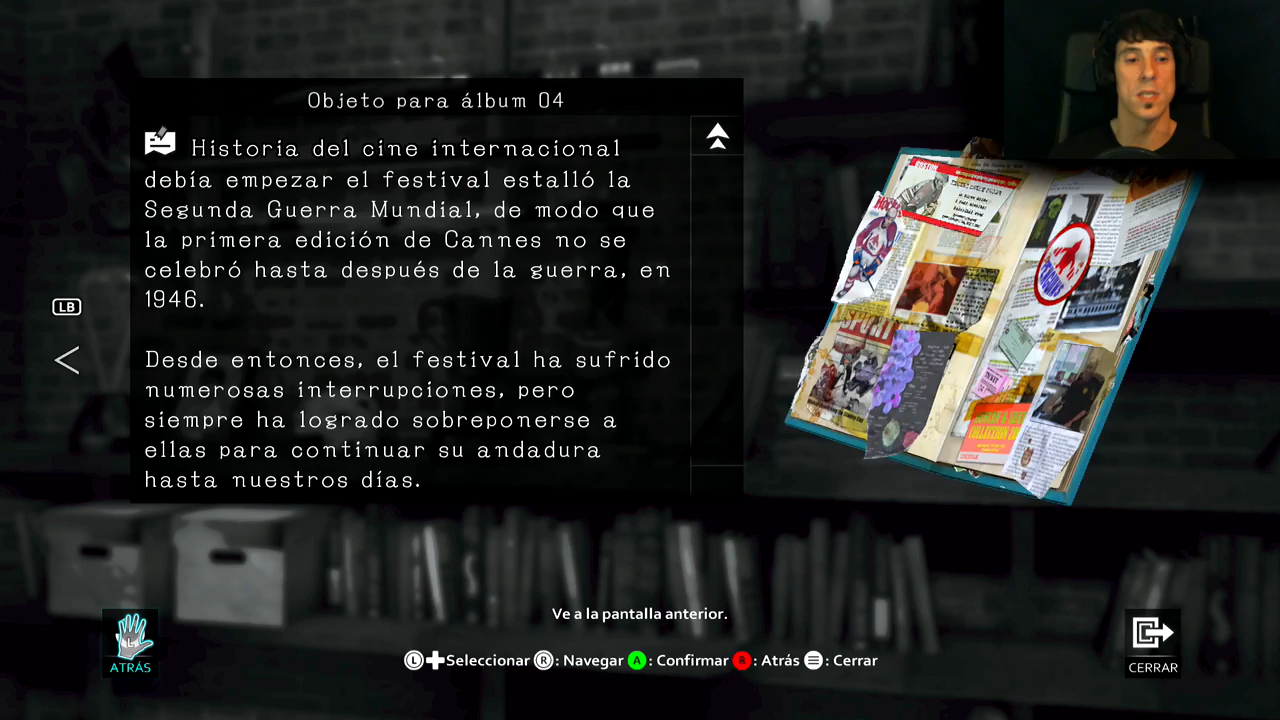 Objeto para álbum 04
Historia del cine internacional
debía empezar el festival estalló la
Segunda Guerra Mundial, de modo que
la primera edición de Cannes no se
celebró hasta después de la guerra, en
1946.
Desde entonces, el festival ha sufrido
numerosas interrupciones, pero
siempre ha logrado sobreponerse a
ellas para continuar su andadura
hasta nuestros días.
LB
SPORT
TICKET
Ve a la pantalla anterior.
L
ATRÁS
L Seleccionar R : Navegar A : Confirmar B : Atrás : Cerrar
CERRAR